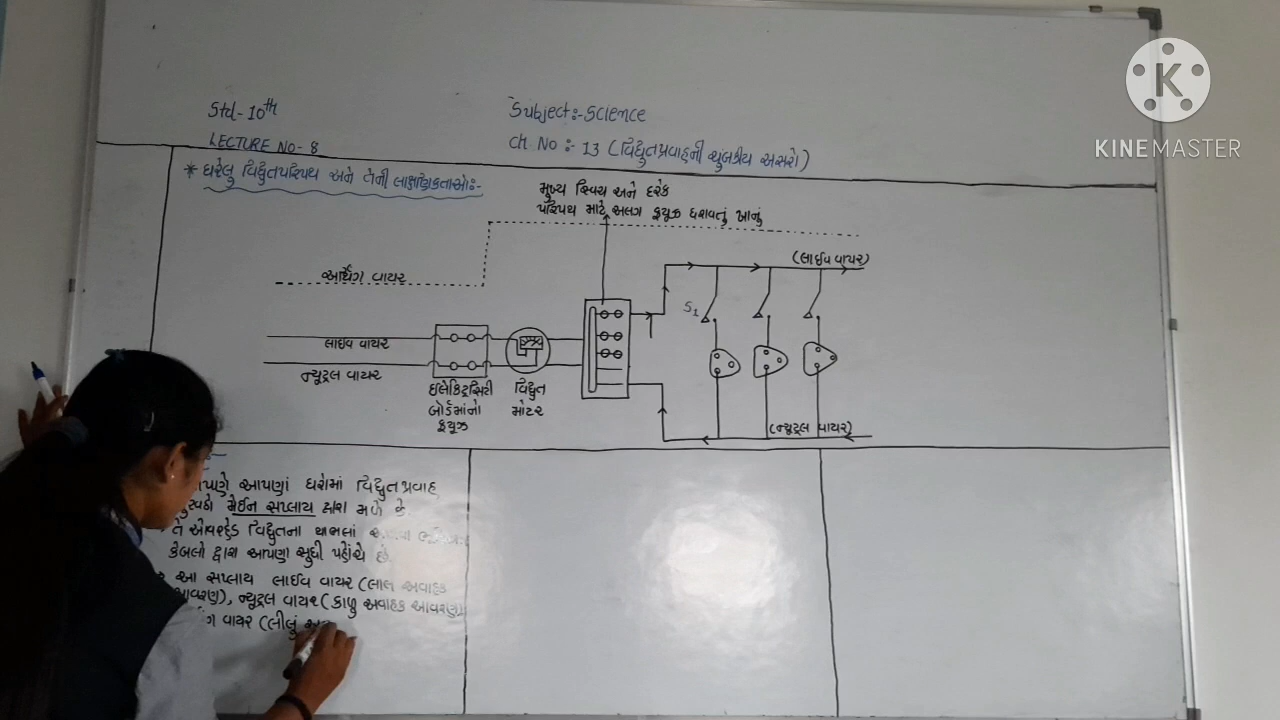 Std- 10th
Subject:- Science
LECTURE NO- 8
Ch No :- 13 (વિદ્યુતપ્રવાહની ચુંબકીય અસરો)
* ઘરેલુ વિદ્યુતપરિપથ અને તેની લાક્ષણિકતાઓ:-
મુખ્ય સ્વિચ અને દરેક
પરિપથ માટે અલગ ફ્યુઝ ધરાવતું ખાનું
અર્થિંગ વાયર
(લાઈવ વાયર)
S1
લાઈવ વાયર
ન્યૂટ્રલ વાયર
ઇલેક્ટ્રિસિટી
બોર્ડમાંનો
ફ્યૂઝ
વિદ્યુત
મીટર
(ન્યૂટ્રલ વાયર)
આપણાં ઘરોમાં વિદ્યુતપ્રવાહ
મેઈન સપ્લાય દ્વારા મળે છે.
તે ઓવરહેડ વિદ્યુતના થાંભલાં
કેબલો દ્વારા આપણા સુધી પહોંચે છે
આ સપ્લાય લાઈવ વાયર (લાલ અવાહક
આવરણ), ન્યૂટ્રલ વાયર (કાળુ અવાહક આવરણ)
વાયર (લીલું
KINEMASTER